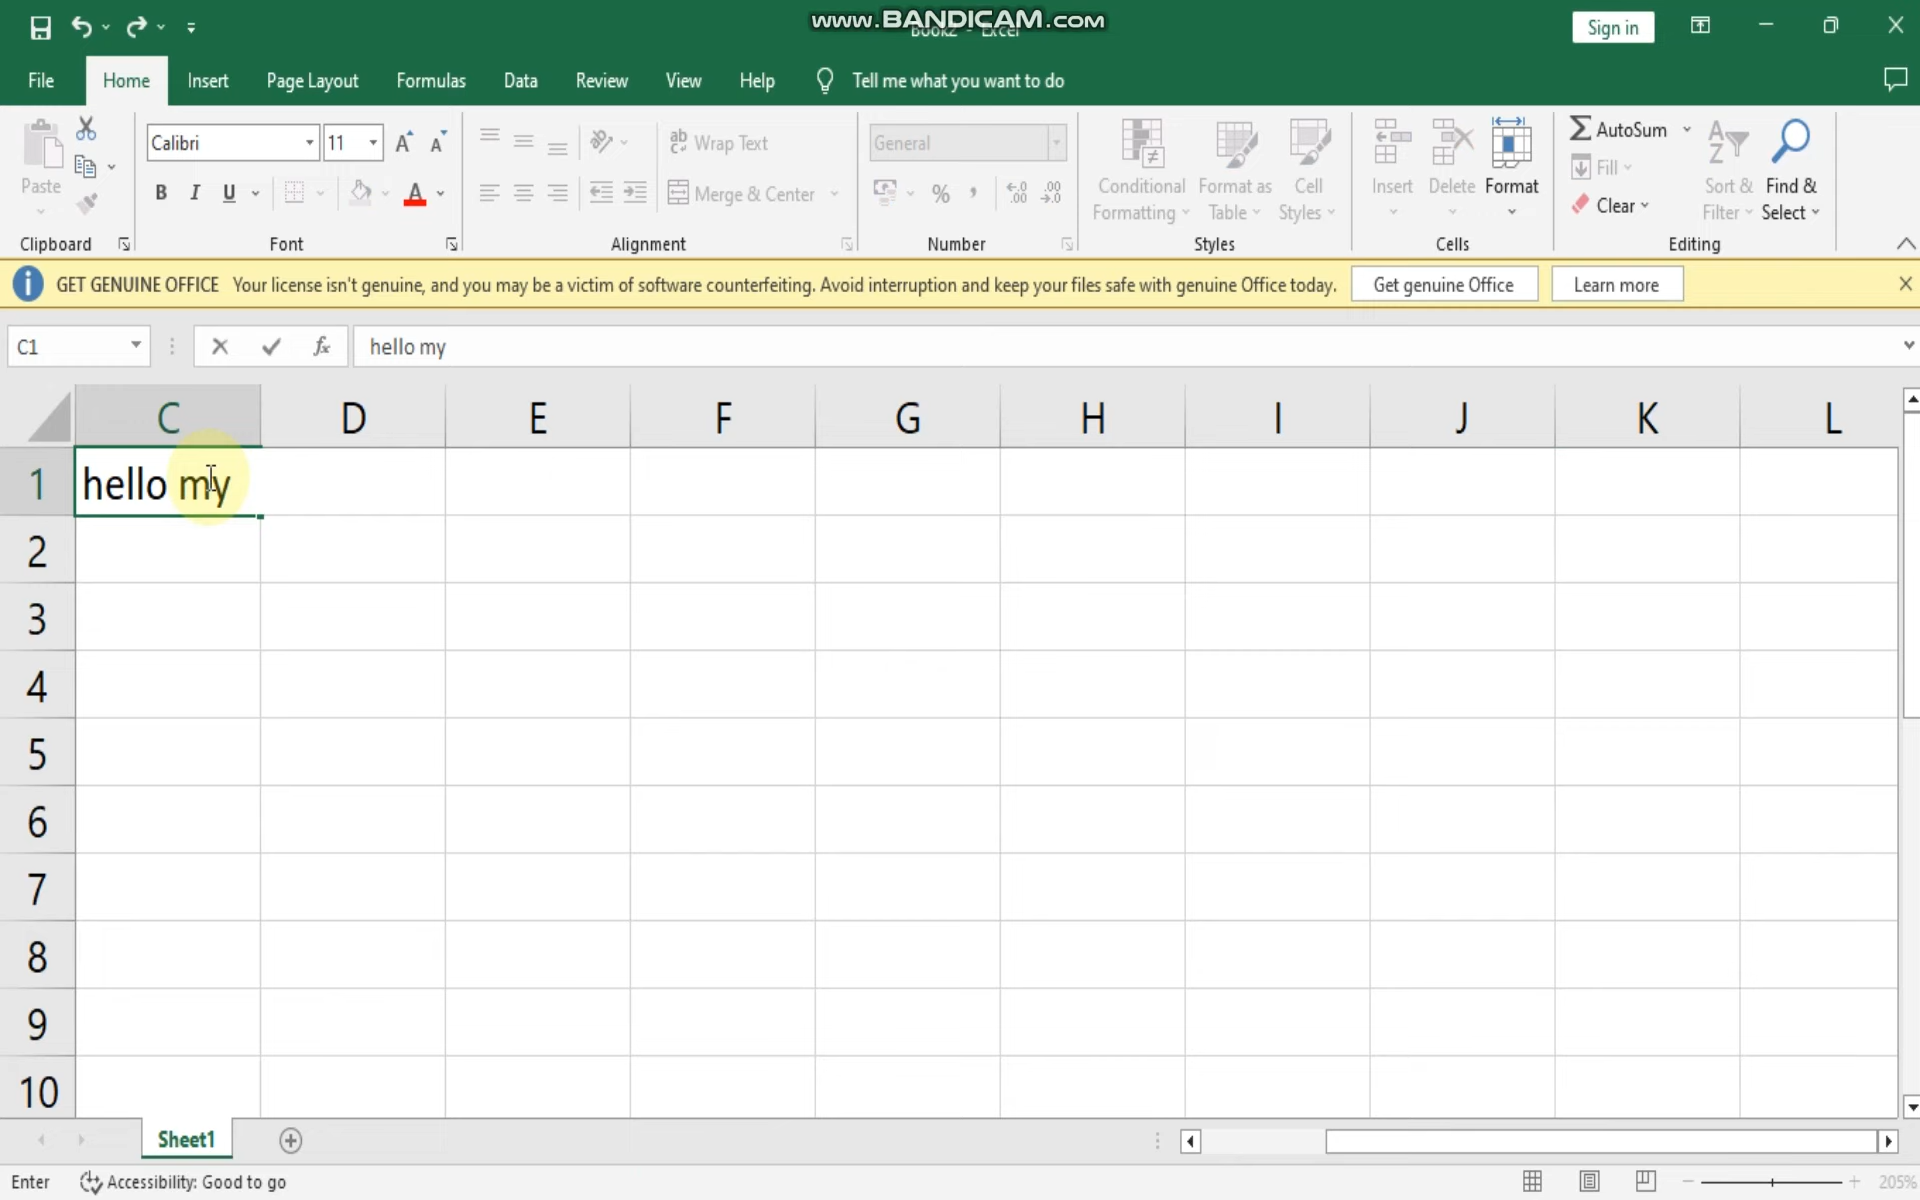 www.BANDICAM.com
Book2 - Excel
Sign in
File Home Insert Page Layout Formulas Data Review View Help Tell me what you want to do
Paste
Clipboard
Calibri 11
B I U A
Font
ab Wrap Text
Merge & Center
Alignment
General
% ,
Number
Conditional Formatting
Format as Table
Cell Styles
Styles
Insert Delete Format
Cells
AutoSum
Fill
Clear
Sort & Filter
Find & Select
Editing
GET GENUINE OFFICE Your license isn't genuine, and you may be a victim of software counterfeiting. Avoid interruption and keep your files safe with genuine Office today. Get genuine Office Learn more
C1 fx hello my
C D E F G H I J K L
1 hello my
2
3
4
5
6
7
8
9
10
Sheet1
Enter Accessibility: Good to go 205%